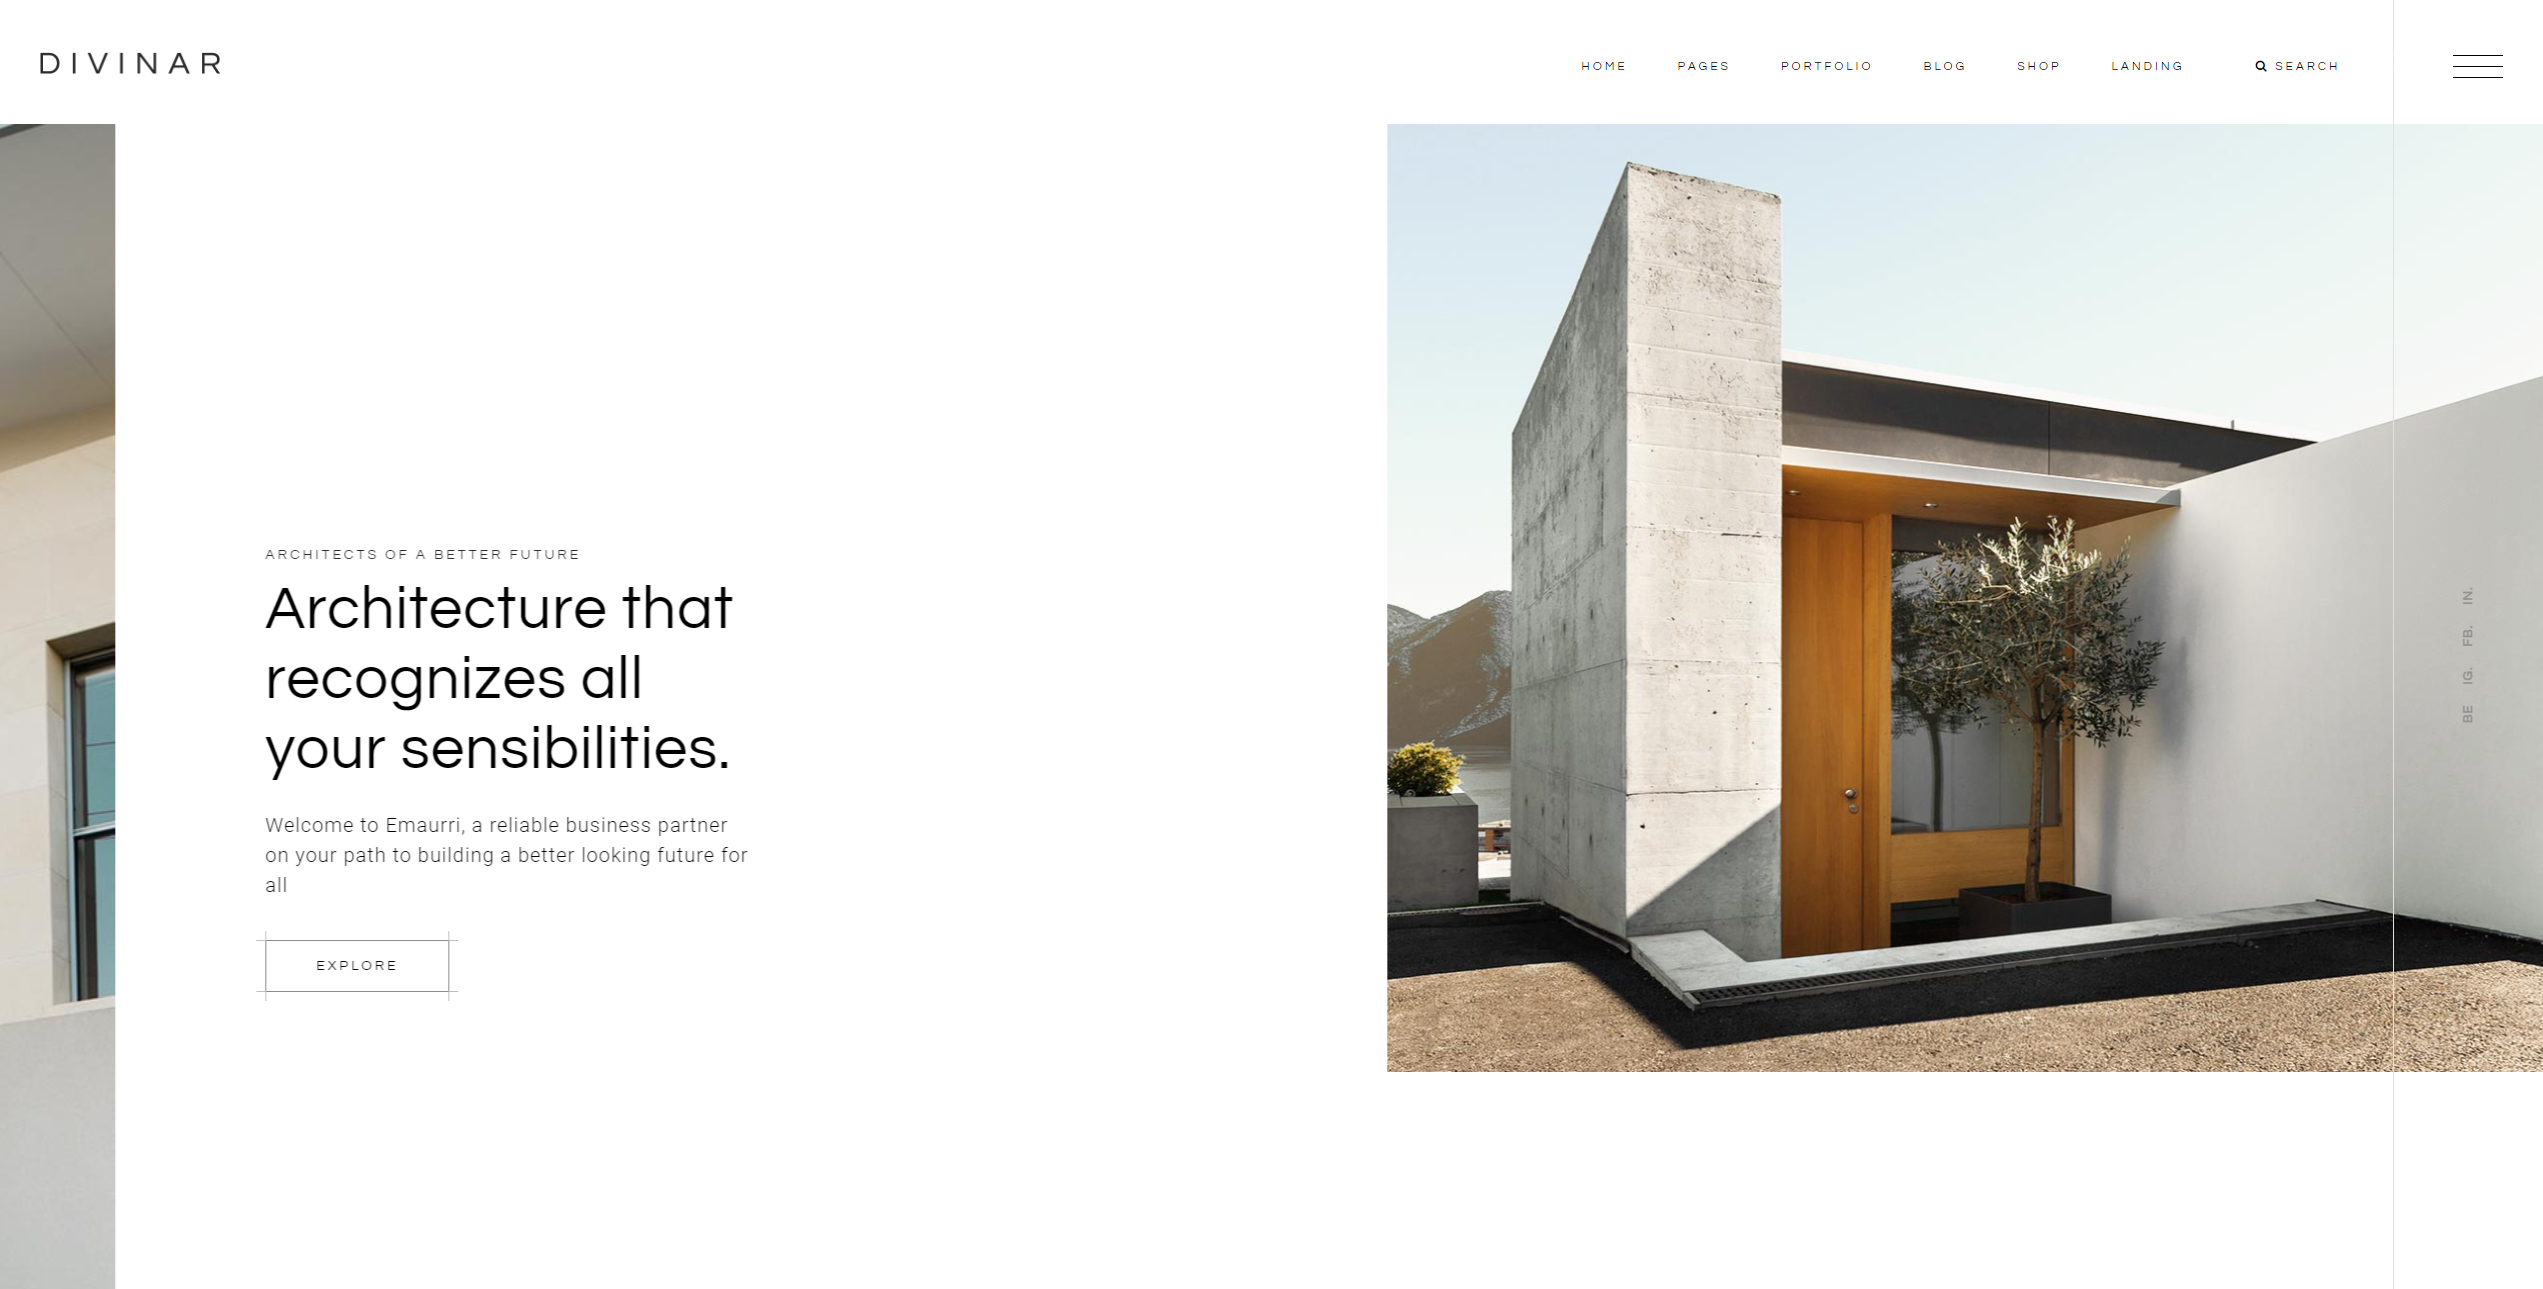 DIVINAR
HOME PAGES PORTFOLIO BLOG SHOP LANDING SEARCH
ARCHITECTS OF A BETTER FUTURE
Architecture that
recognizes all
your sensibilities.
Welcome to Emaurri, a reliable business partner
on your path to building a better looking future for
all
EXPLORE
BE IG. FB. IN.